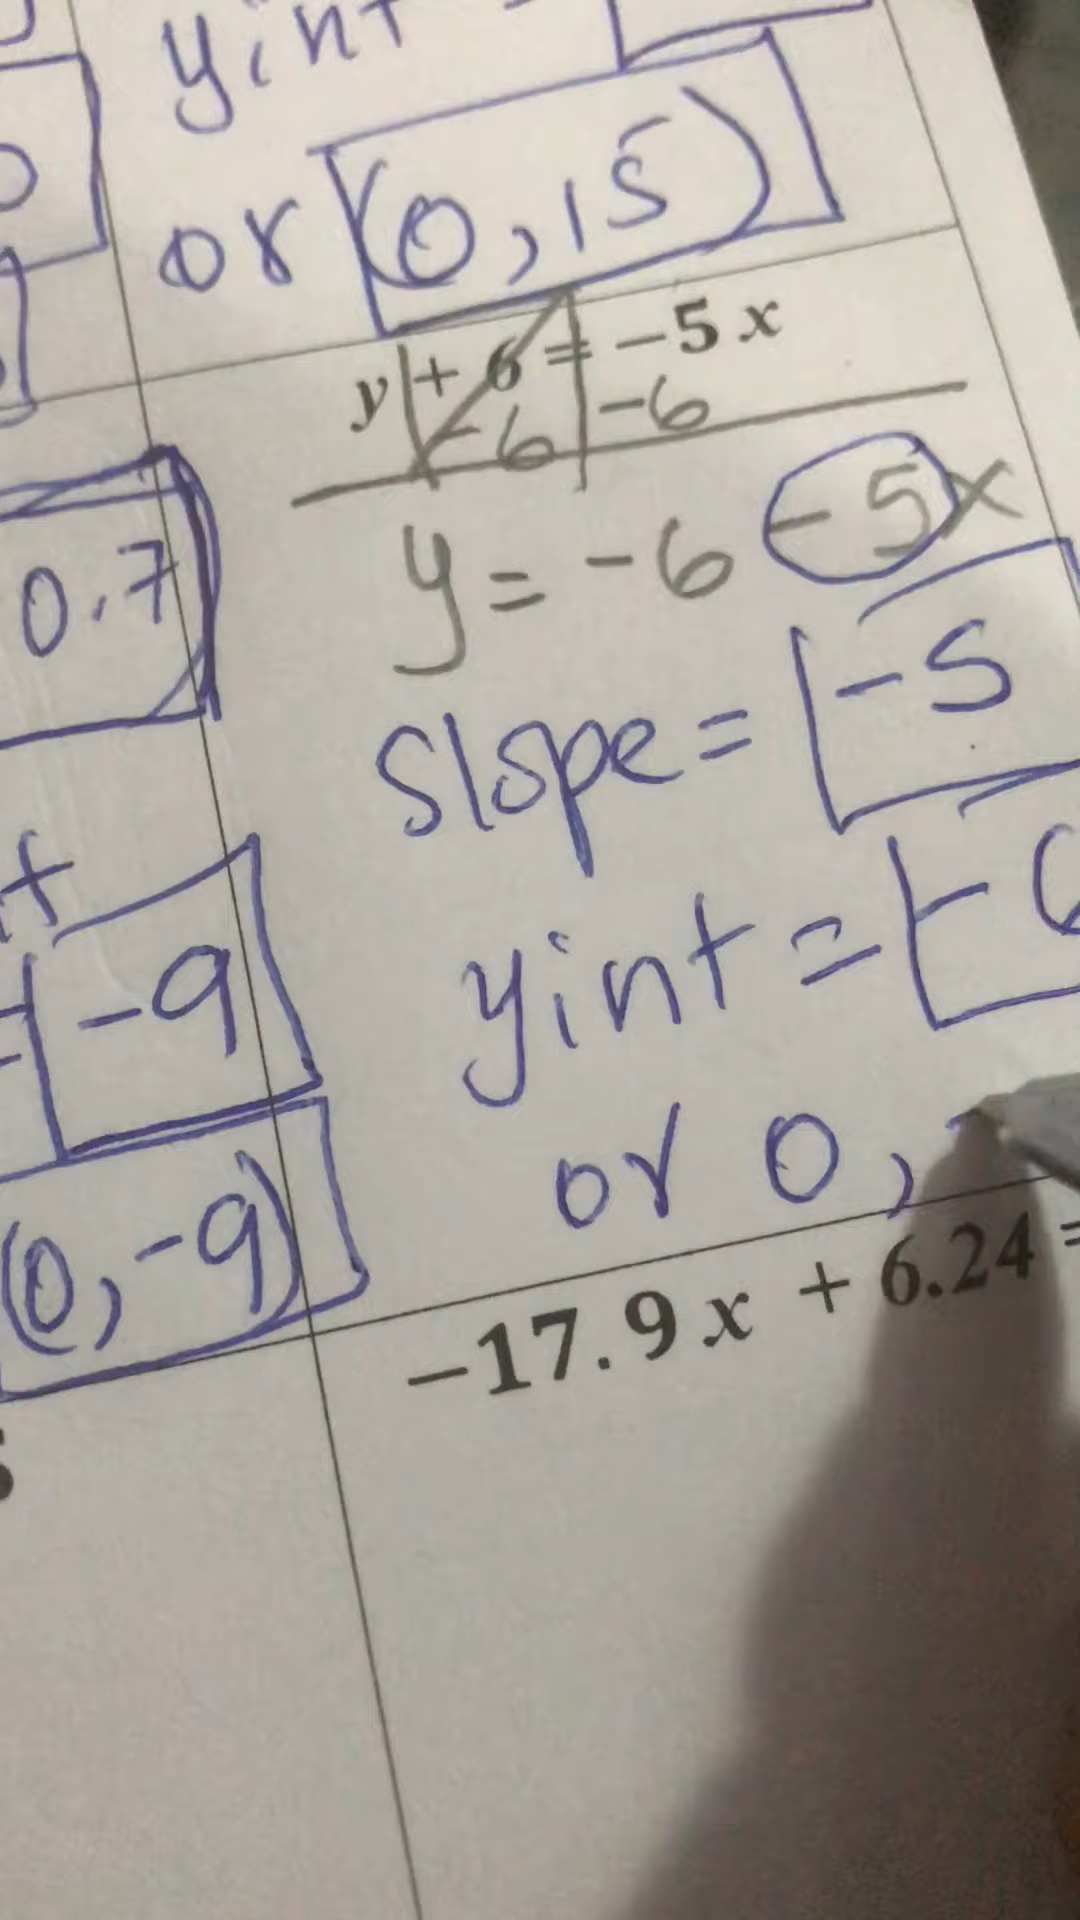 yint
or (0,15)
y + 6 = -5x
-6 -6
y = -6 -5x
slope = -5
yint = -6
or 0, -
0.7
-9
(0, -9)
-17.9x + 6.24 =